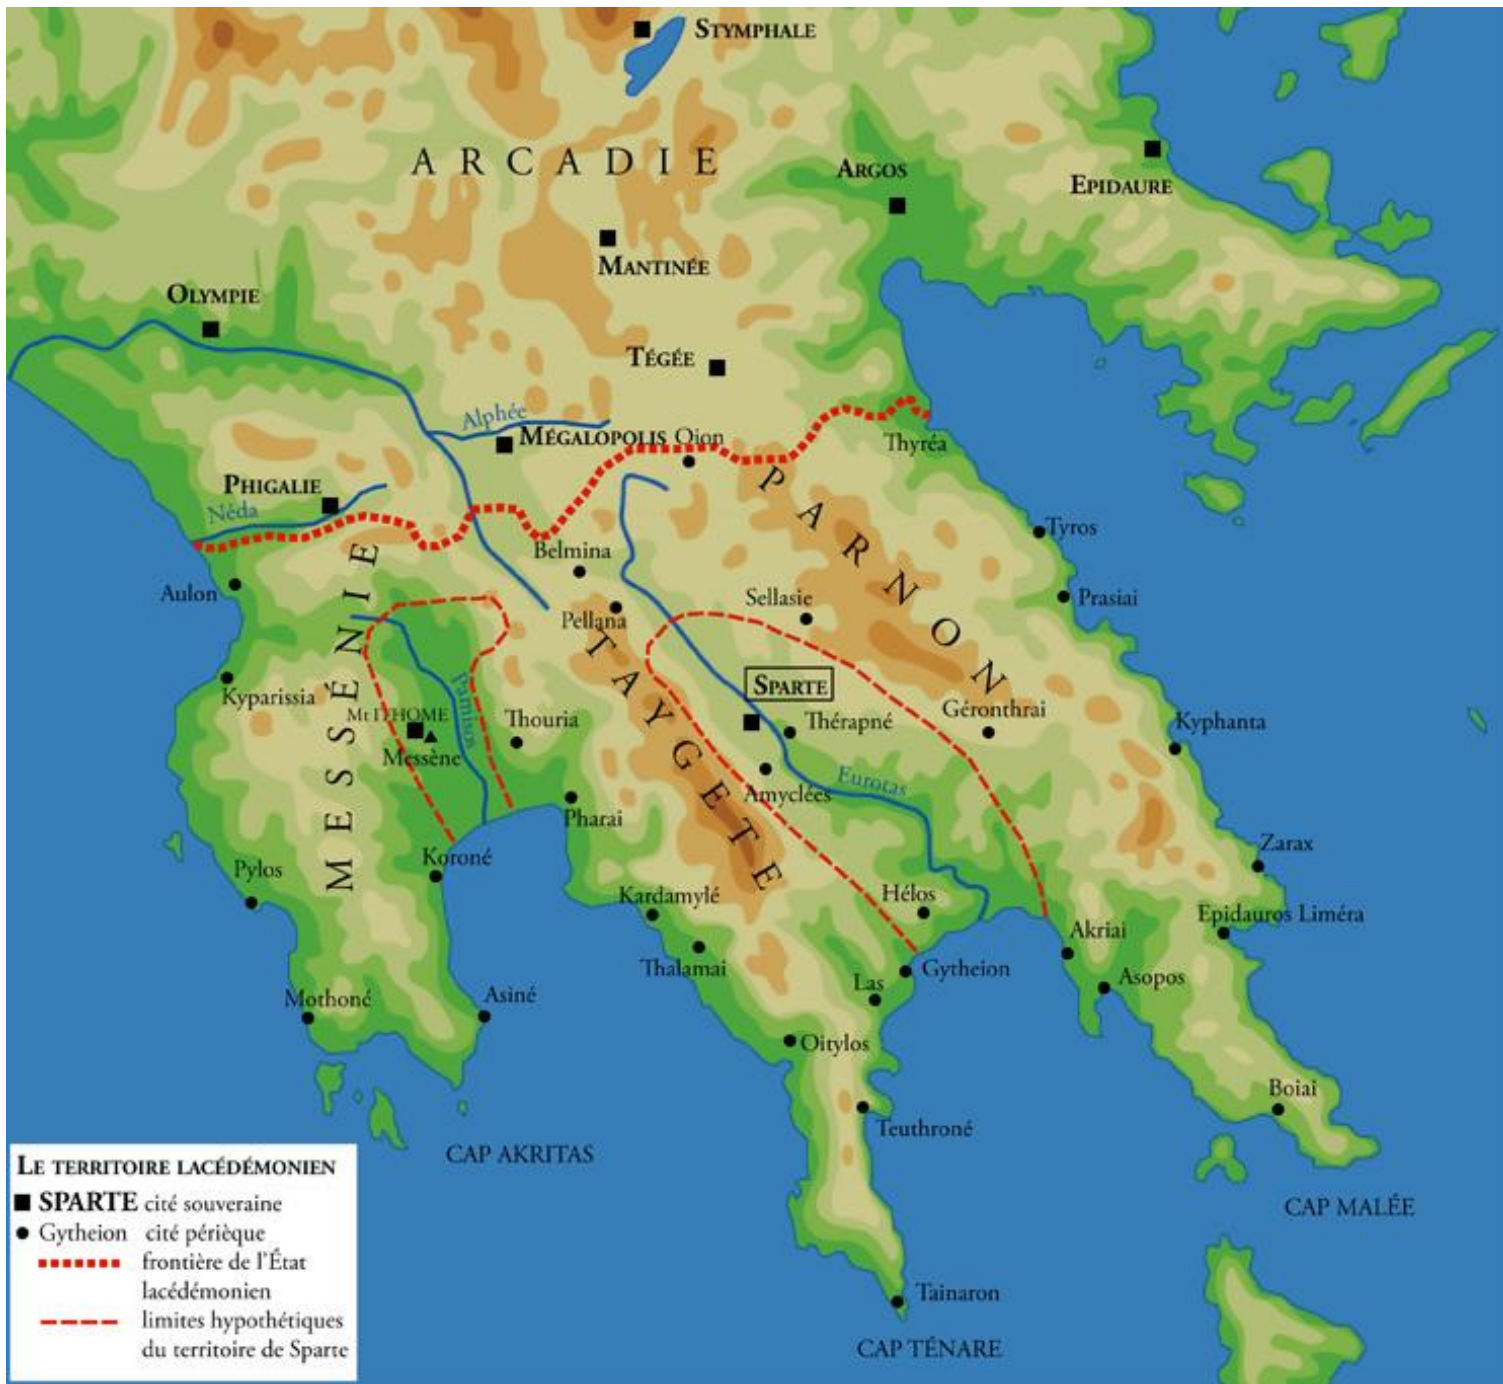 STYMPHALE
ARCADIE
ARGOS
EPIDAURE
MANTINÉE
OLYMPIE
TÉGÉE
Alphée
MÉGALOPOLIS
Oion
Thyréa
PHIGALIE
Néda
PARNON
Tyros
Belmina
Aulon
Sellasie
Prasiai
Pellana
MESSÉNIE
TAYGETE
SPARTE
Kyparissia
Mt ITHOME
Pamisos
Thouria
Thérapné
Géronthrai
Kyphanta
Messène
Eurotas
Amyclées
Pharai
Zarax
Koroné
Pylos
Kardamylé
Hélos
Epidauros Liméra
Akriai
Thalamai
Gytheion
Asopos
Las
Mothoné
Asiné
Oitylos
Boiai
Teuthroné
CAP AKRITAS
CAP MALÉE
Tainaron
CAP TÉNARE
LE TERRITOIRE LACÉDÉMONIEN
SPARTE cité souveraine
Gytheion cité périèque
frontière de l'État
lacédémonien
limites hypothétiques
du territoire de Sparte